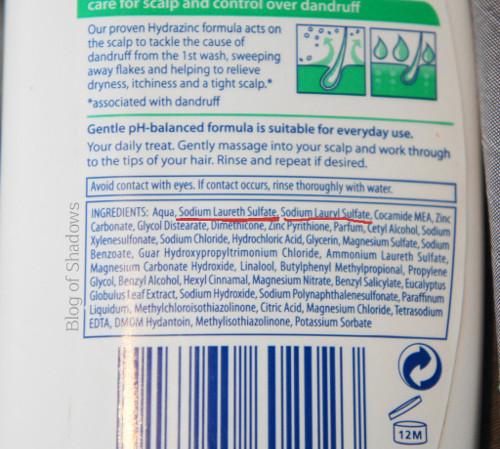 care for scalp and control over dandruff
Our proven Hydrazinc formula acts on
the scalp to tackle the cause of
dandruff from the 1st wash, sweeping
away flakes and helping to relieve
dryness, itchiness and a tight scalp.*
*associated with dandruff
Gentle pH-balanced formula is suitable for everyday use.
Your daily treat. Gently massage into your scalp and work through
to the tips of your hair. Rinse and repeat if desired.
Avoid contact with eyes. If contact occurs, rinse thoroughly with water.
INGREDIENTS: Aqua, Sodium Laureth Sulfate, Sodium Lauryl Sulfate, Cocamide MEA, Zinc
Carbonate, Glycol Distearate, Dimethicone, Zinc Pyrithione, Parfum, Cetyl Alcohol, Sodium
Xylenesulfonate, Sodium Chloride, Hydrochloric Acid, Glycerin, Magnesium Sulfate, Sodium
Benzoate, Guar Hydroxypropyltrimonium Chloride, Ammonium Laureth Sulfate,
Magnesium Carbonate Hydroxide, Linalool, Butylphenyl Methylpropional, Propylene
Glycol, Benzyl Alcohol, Hexyl Cinnamal, Magnesium Nitrate, Benzyl Salicylate, Eucalyptus
Globulus Leaf Extract, Sodium Hydroxide, Sodium Polynaphthalenesulfonate, Paraffinum
Liquidum, Methylchloroisothiazolinone, Citric Acid, Magnesium Chloride, Tetrasodium
EDTA, DMDM Hydantoin, Methylisothiazolinone, Potassium Sorbate
12M
Blog of Shadows